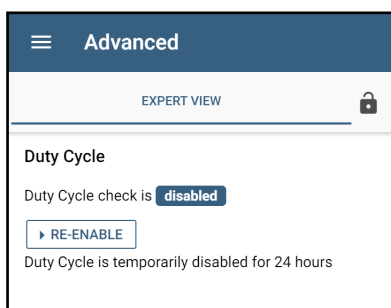 Advanced
EXPERT VIEW
Duty Cycle
Duty Cycle check is disabled
RE-ENABLE
Duty Cycle is temporarily disabled for 24 hours